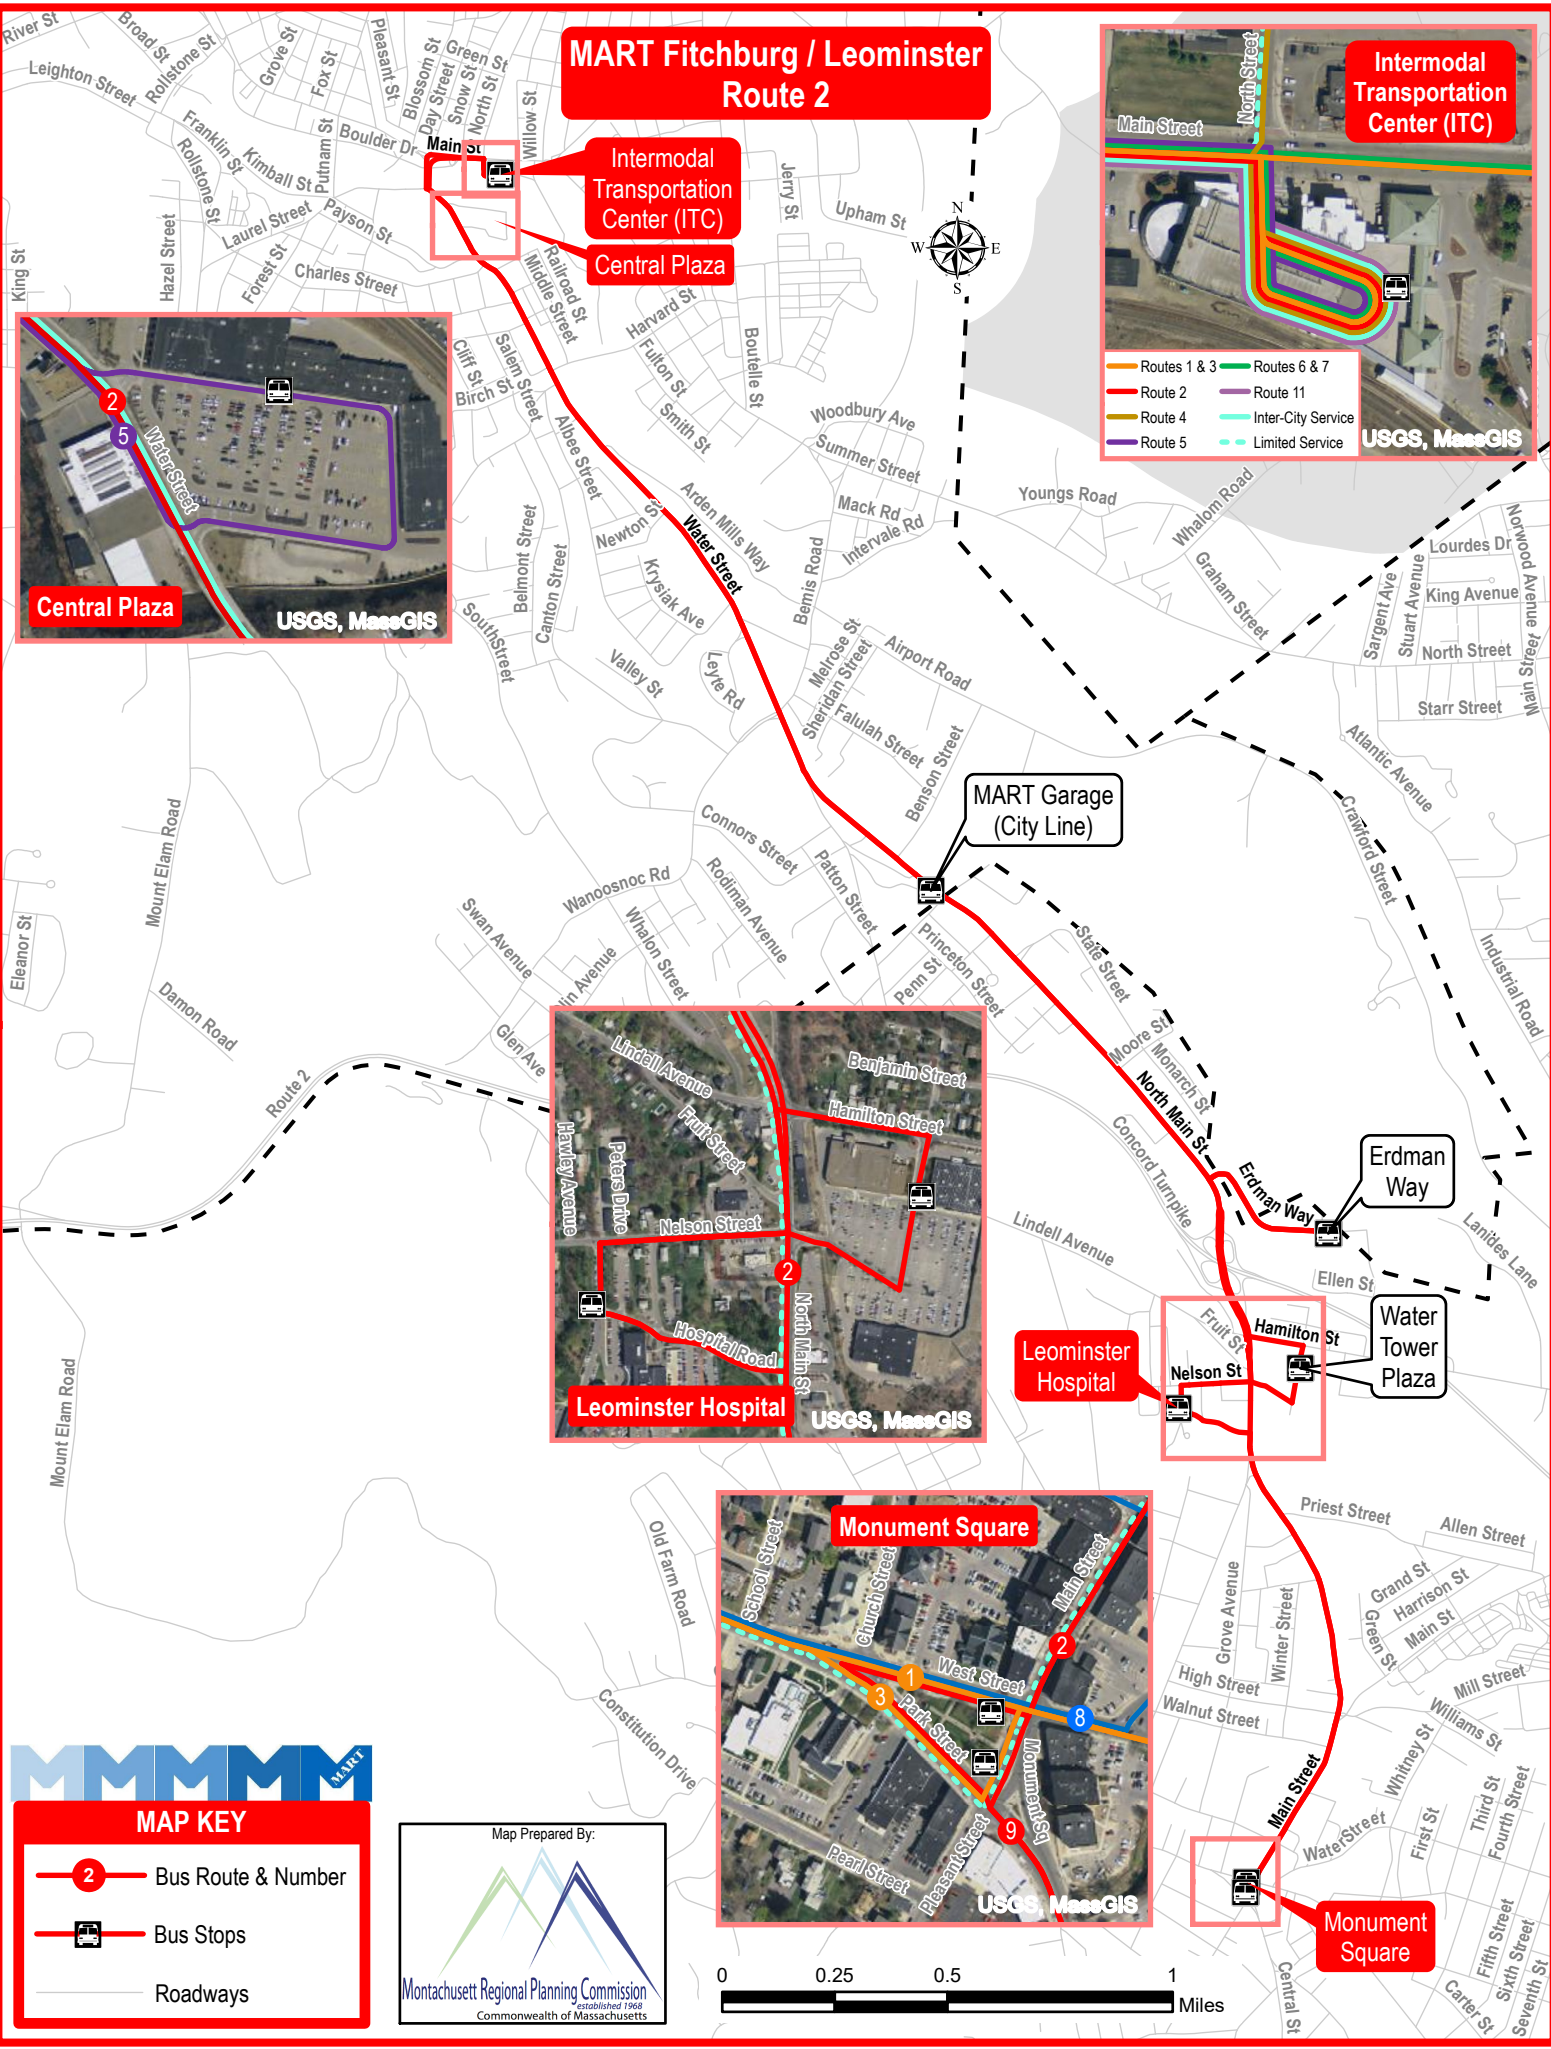 MART Fitchburg / Leominster
Route 2
River St
Broad St
Rollstone St
Leighton Street
Grove St
Fox St
Pleasant St
Blossom St
Day Street
Green St
Snow St
North St
Willow St
Boulder Dr
Main St
Putnam St
Franklin St
Rollstone St
Kimball St
Laurel Street
Payson St
Hazel Street
Forest St
Charles Street
King St
Intermodal
Transportation
Center (ITC)
Central Plaza
Jerry St
Upham St
N
W
E
S
Railroad St
Middle Street
Harvard St
Fulton St
Boutelle St
Smith St
Salem Street
Cliff St
Birch St
Albee Street
Woodbury Ave
Summer Street
Mack Rd
Intervale Rd
Arden Mills Way
Newton St
Water Street
Youngs Road
Whalom Road
Graham Street
Bemis Road
Belmont Street
Canton Street
Krysiak Ave
SouthStreet
Valley St
Leyte Rd
Melrose St
Sheridan Street
Airport Road
Falulah Street
Benson Street
Lourdes Dr
Norwood Avenue
King Avenue
Sargent Ave
Stuart Avenue
North Street
Main Street
Starr Street
Atlantic Avenue
Crawford Street
Industrial Road
Intermodal
Transportation
Center (ITC)
North Street
Main Street
Routes 1 & 3
Route 2
Route 4
Route 5
Routes 6 & 7
Route 11
Inter-City Service
Limited Service
USGS, MassGIS
2
5
Water Street
Central Plaza
USGS, MassGIS
MART Garage
(City Line)
Mount Elam Road
Eleanor St
Damon Road
Route 2
Mount Elam Road
Connors Street
Patton Street
Wanoosnoc Rd
Rodiman Avenue
Whalon Street
Swan Avenue
lin Avenue
Glen Ave
Princeton Street
Penn St
State Street
Moore St
Monarch St
North Main St
Concord Turnpike
Erdman Way
Erdman
Way
Lanides Lane
Ellen St
Lindell Avenue
Fruit St
Hamilton St
Nelson St
Water
Tower
Plaza
Leominster
Hospital
Lindell Avenue
Benjamin Street
Hamilton Street
Fruit Street
Hawley Avenue
Peters Drive
Nelson Street
2
North Main St
Hospital Road
Leominster Hospital
USGS, MassGIS
Priest Street
Allen Street
Grand St
Harrison St
Green St
Main St
Grove Avenue
Winter Street
High Street
Walnut Street
Mill Street
Williams St
Whitney St
Main Street
WaterStreet
First St
Third St
Fourth Street
Fifth Street
Sixth Street
Seventh St
Carter St
Central St
Monument
Square
Old Farm Road
Constitution Drive
Monument Square
School Street
Church Street
Main Street
2
West Street
1
3
8
Park Street
Monument Sq
9
Pearl Street
Pleasant Street
USGS, MassGIS
MART
MAP KEY
2
Bus Route & Number
Bus Stops
Roadways
Map Prepared By:
Montachusett Regional Planning Commission
established 1968
Commonwealth of Massachusetts
0
0.25
0.5
1
Miles